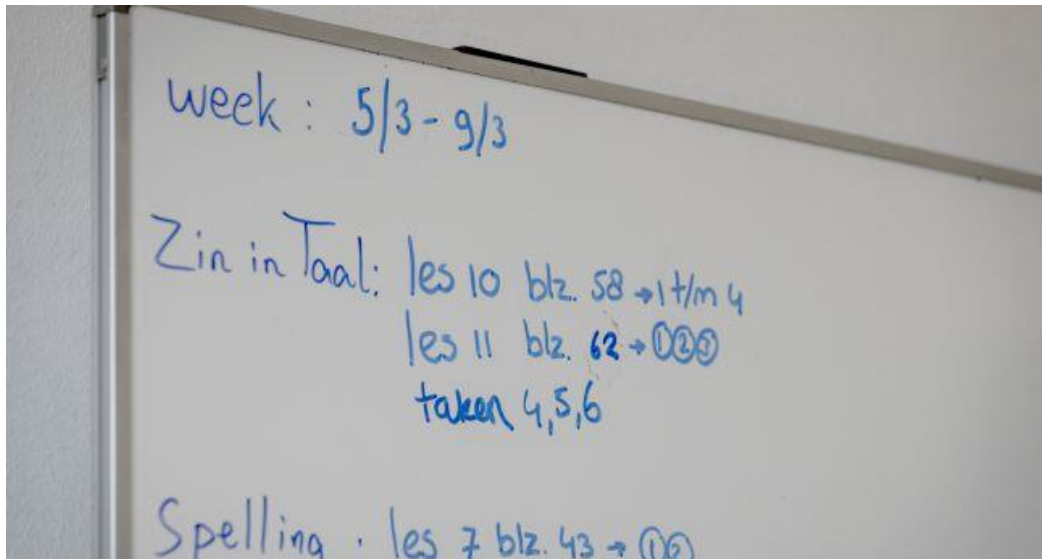 week : 5/3 - 9/3
Zin in Taal: les 10 blz. 58 → 1 t/m 4
les 11 blz. 62 → ①②③
taken 4,5,6
Spelling : les 7 blz. 43 → ①②